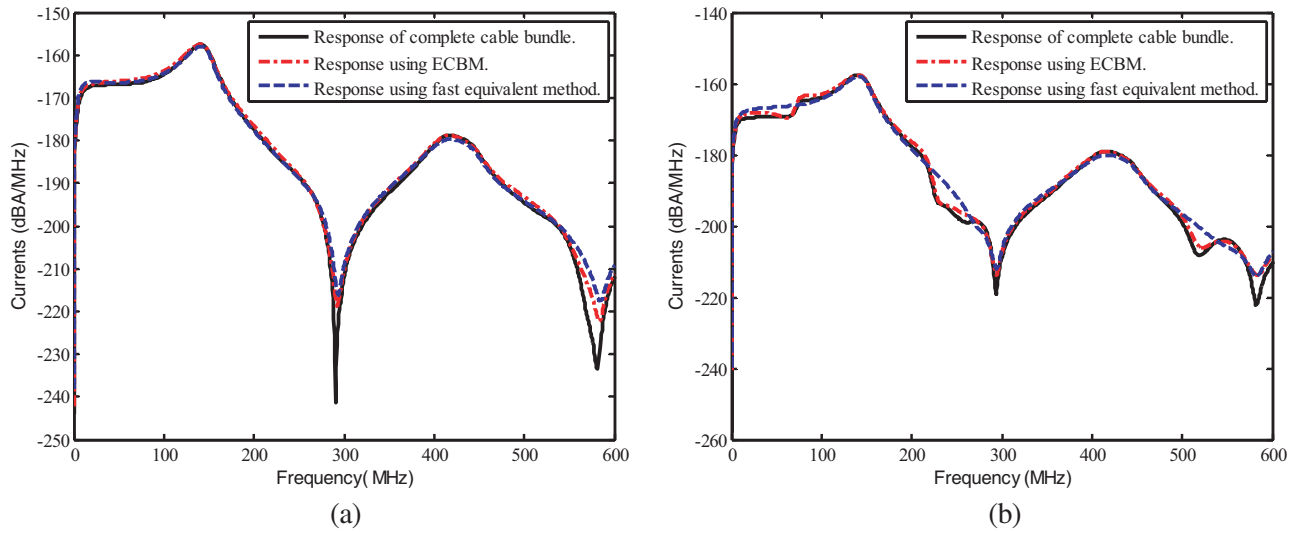 -150
-160
-170
-180
-190
-200
-210
-220
-230
-240
-250
Currents (dBA/MHz)
0 100 200 300 400 500 600
Frequency( MHz)
Response of complete cable bundle.
Response using ECBM.
Response using fast equivalent method.
(a)
-140
-160
-180
-200
-220
-240
-260
Currents (dBA/MHz)
0 100 200 300 400 500 600
Frequency (MHz)
Response of complete cable bundle.
Response using ECBM.
Response using fast equivalent method.
(b)